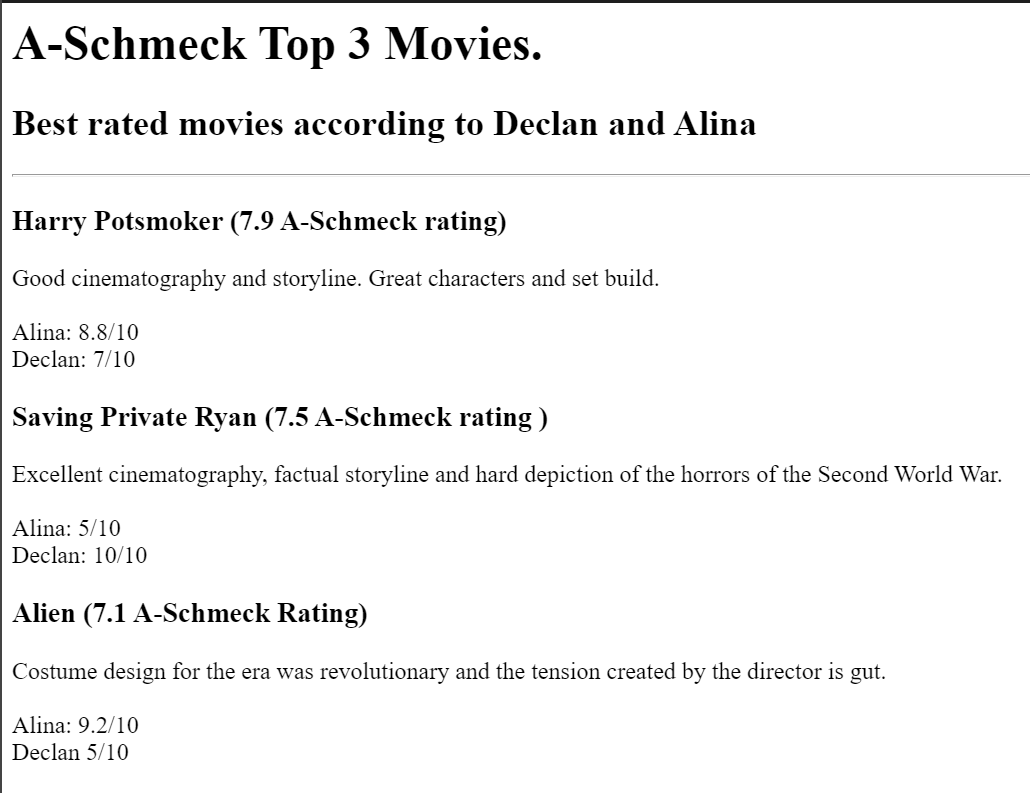 A-Schmeck Top 3 Movies.
Best rated movies according to Declan and Alina
Harry Potsmoker (7.9 A-Schmeck rating)
Good cinematography and storyline. Great characters and set build.
Alina: 8.8/10
Declan: 7/10
Saving Private Ryan (7.5 A-Schmeck rating )
Excellent cinematography, factual storyline and hard depiction of the horrors of the Second World War.
Alina: 5/10
Declan: 10/10
Alien (7.1 A-Schmeck Rating)
Costume design for the era was revolutionary and the tension created by the director is gut.
Alina: 9.2/10
Declan 5/10